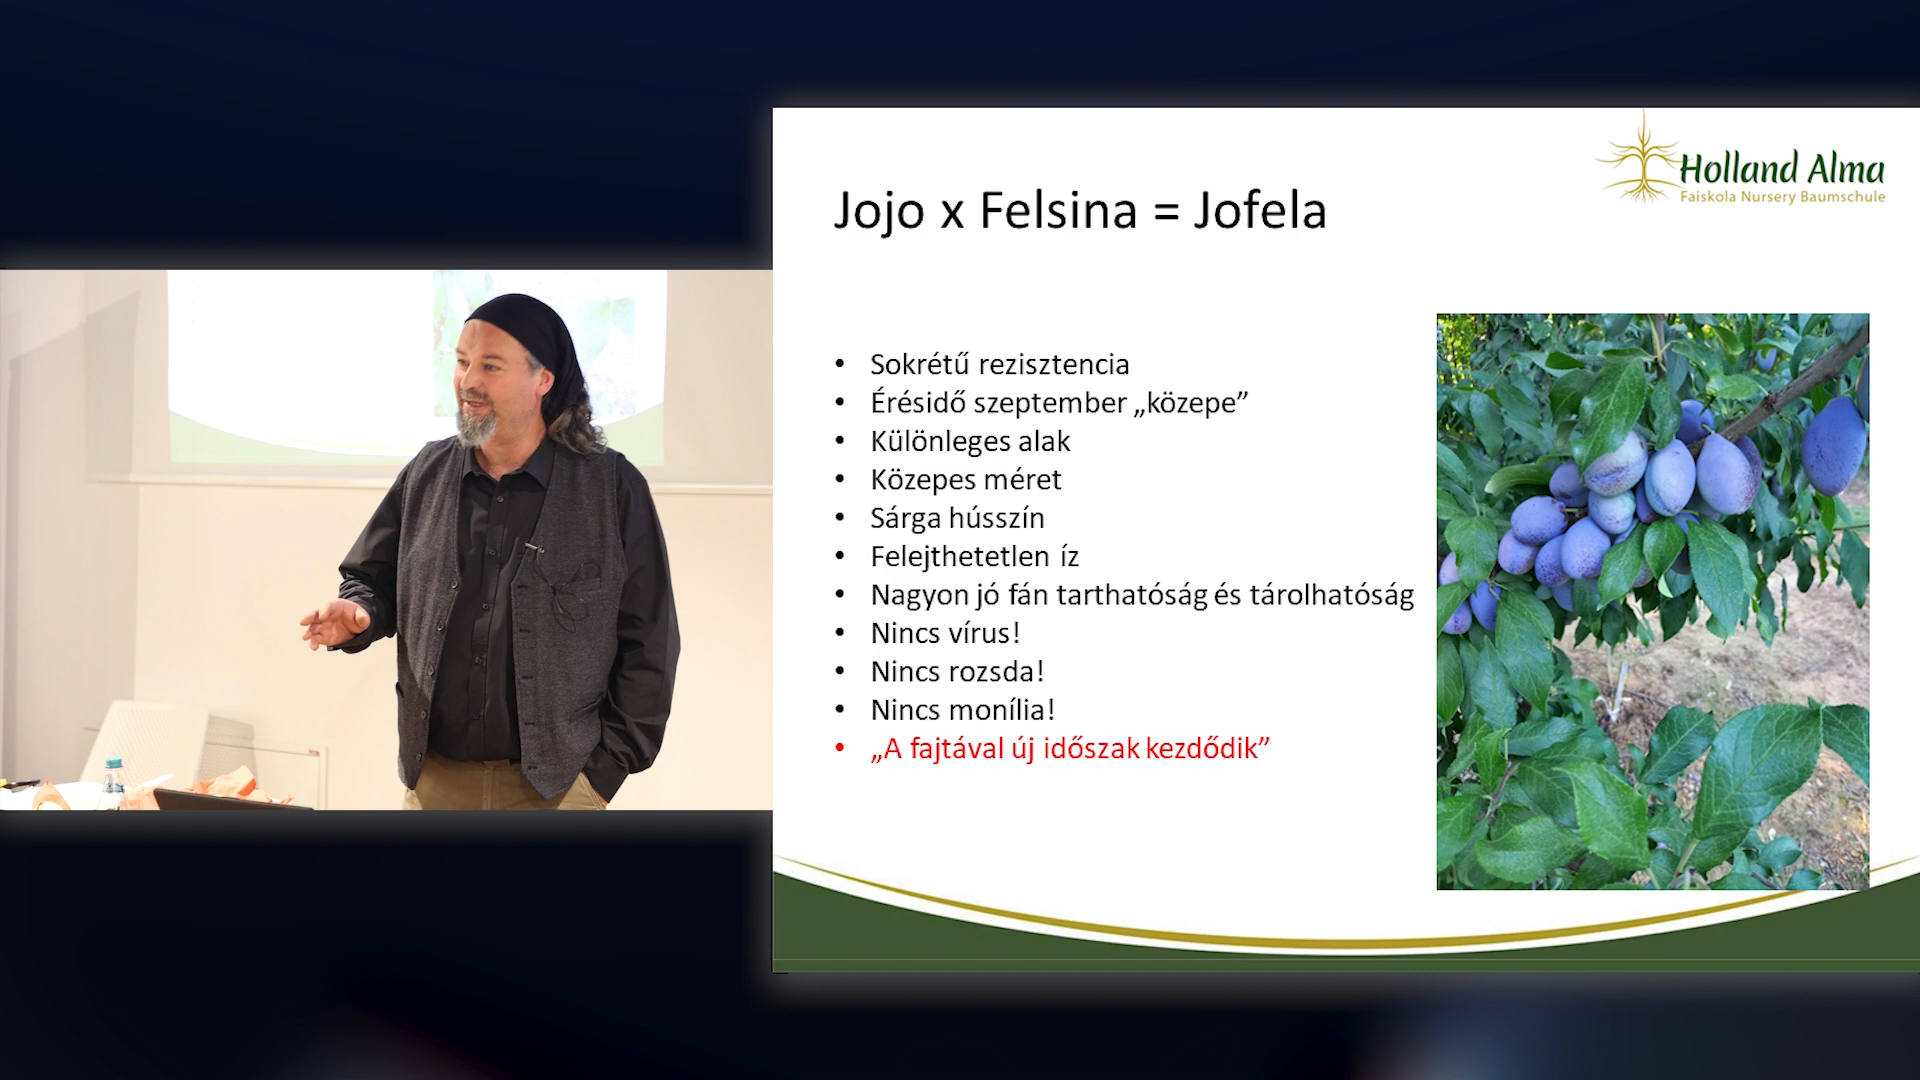 Holland Alma
Faiskola Nursery Baumschule
Jojo x Felsina = Jofela
• Sokrétű rezisztencia
• Érésidő szeptember „közepe”
• Különleges alak
• Közepes méret
• Sárga hússzín
• Felejthetetlen íz
• Nagyon jó fán tarthatóság és tárolhatóság
• Nincs vírus!
• Nincs rozsda!
• Nincs monília!
• „A fajtával új időszak kezdődik”